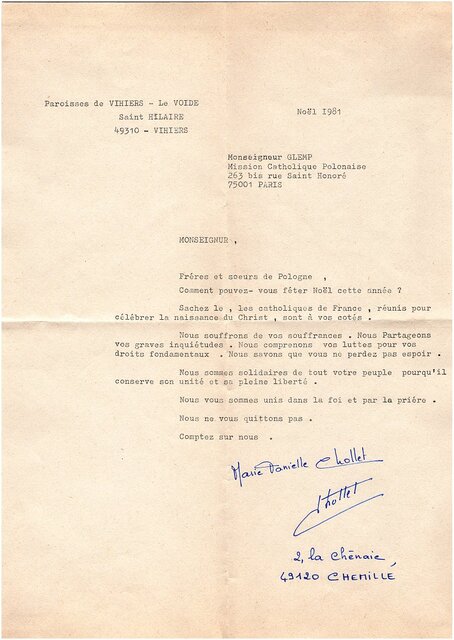 Paroisses de VIHIERS - Le VOIDE
Saint HILAIRE
49310 - VIHIERS
Noël 1981
Monseigneur GLEMP
Mission Catholique Polonaise
263 bis rue Saint Honoré
75001 PARIS
MONSEIGNUR ,
Fréres et soeurs de Pologne ,
Comment pouvez- vous féter Noël cette année ?
Sachez le , les catholiques de France , réunis pour
célébrer la naissance du Christ , sont à vos cotés .
Nous souffrons de vos souffrances . Nous Partageons
vos graves inquiétudes . Nous comprenons vos luttes pour vos
droits fondamentaux . Nous savons que vous ne perdez pas espoir .
Nous sommes solidaires de tout votre peuple pourqu'il
conserve son unité et sa pleine liberté .
Nous vous sommes unis dans la foi et par la priére .
Nous ne vous quittons pas .
Comptez sur nous .
Marie Danielle Chollet
Chollet
2, la Chênaie,
49120 CHEMILLÉ